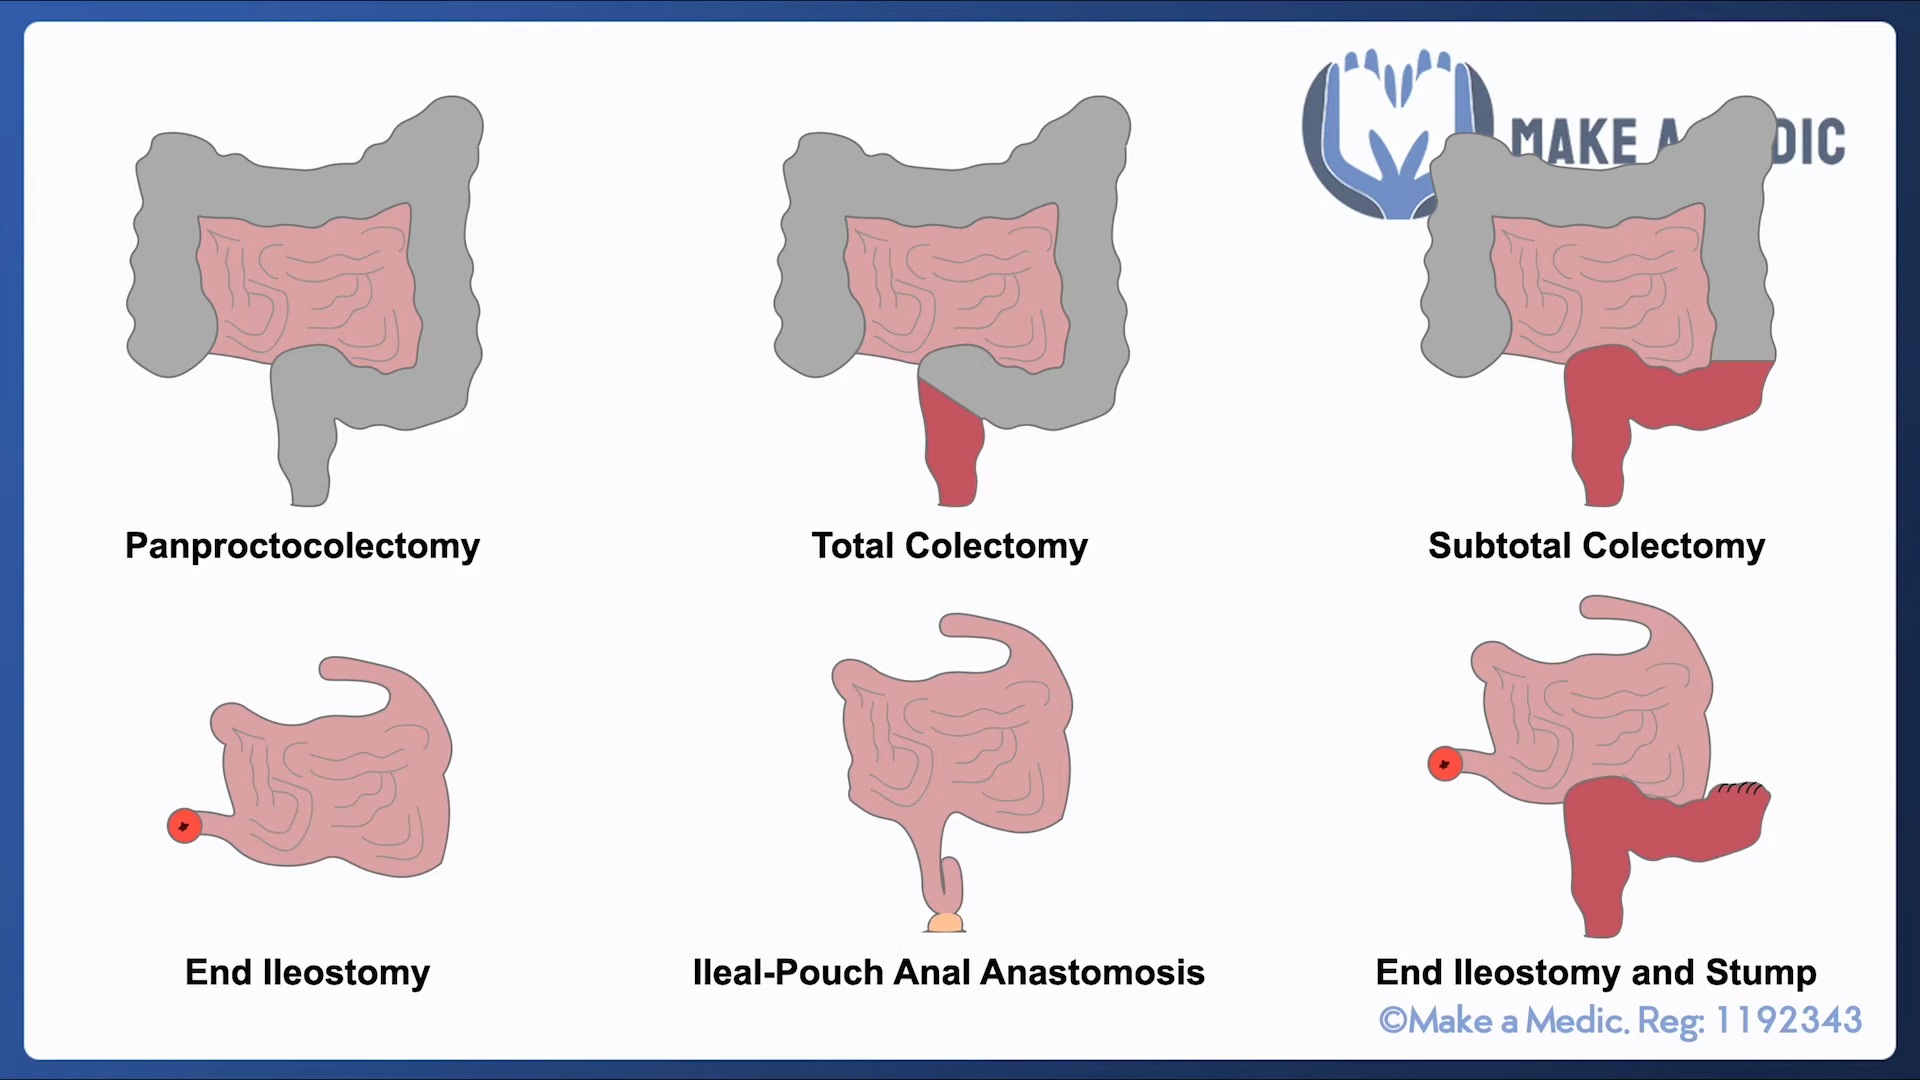 MAKE A DIC
Panproctocolectomy
Total Colectomy
Subtotal Colectomy
End Ileostomy
Ileal-Pouch Anal Anastomosis
End Ileostomy and Stump
©Make a Medic. Reg: 1192343